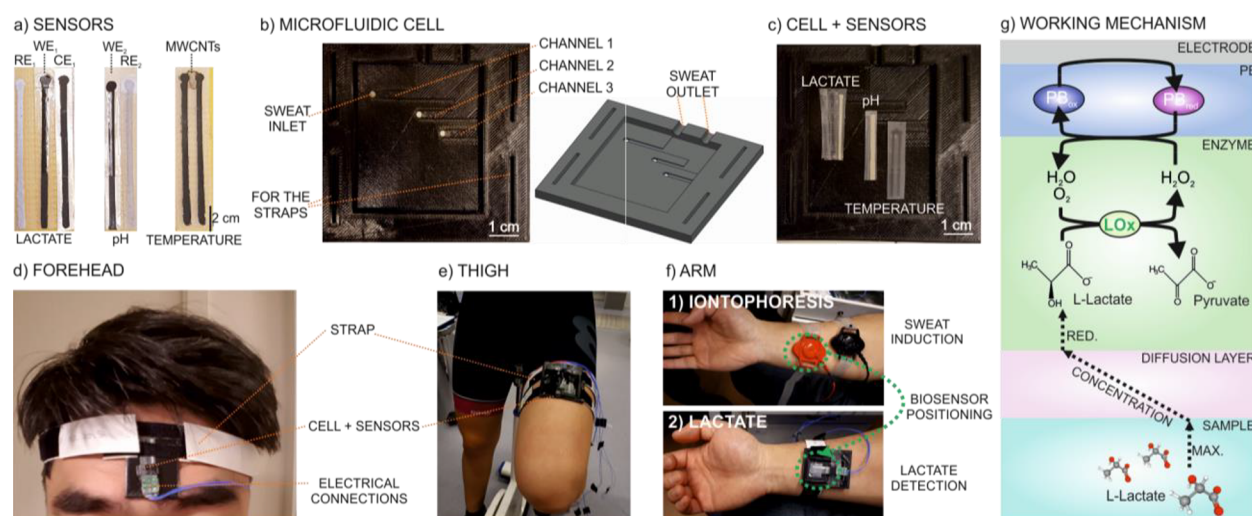 a) SENSORS
WE1
RE1
CE1
WE2
RE2
MWCNTs
2 cm
LACTATE
pH
TEMPERATURE
b) MICROFLUIDIC CELL
CHANNEL 1
CHANNEL 2
CHANNEL 3
SWEAT
INLET
SWEAT
OUTLET
FOR THE
STRAPS
1 cm
c) CELL + SENSORS
LACTATE
pH
TEMPERATURE
1 cm
d) FOREHEAD
STRAP
CELL + SENSORS
ELECTRICAL
CONNECTIONS
e) THIGH
f) ARM
1) IONTOPHORESIS
SWEAT
INDUCTION
BIOSENSOR
POSITIONING
2) LACTATE
LACTATE
DETECTION
g) WORKING MECHANISM
ELECTRODE
PB
PBox
PBred
ENZYME
H2O
O2
H2O2
LOx
H3C
O
O-
OH
L-Lactate
H3C
O
O
O-
Pyruvate
RED.
DIFFUSION LAYER
CONCENTRATION
SAMPLE
MAX.
L-Lactate